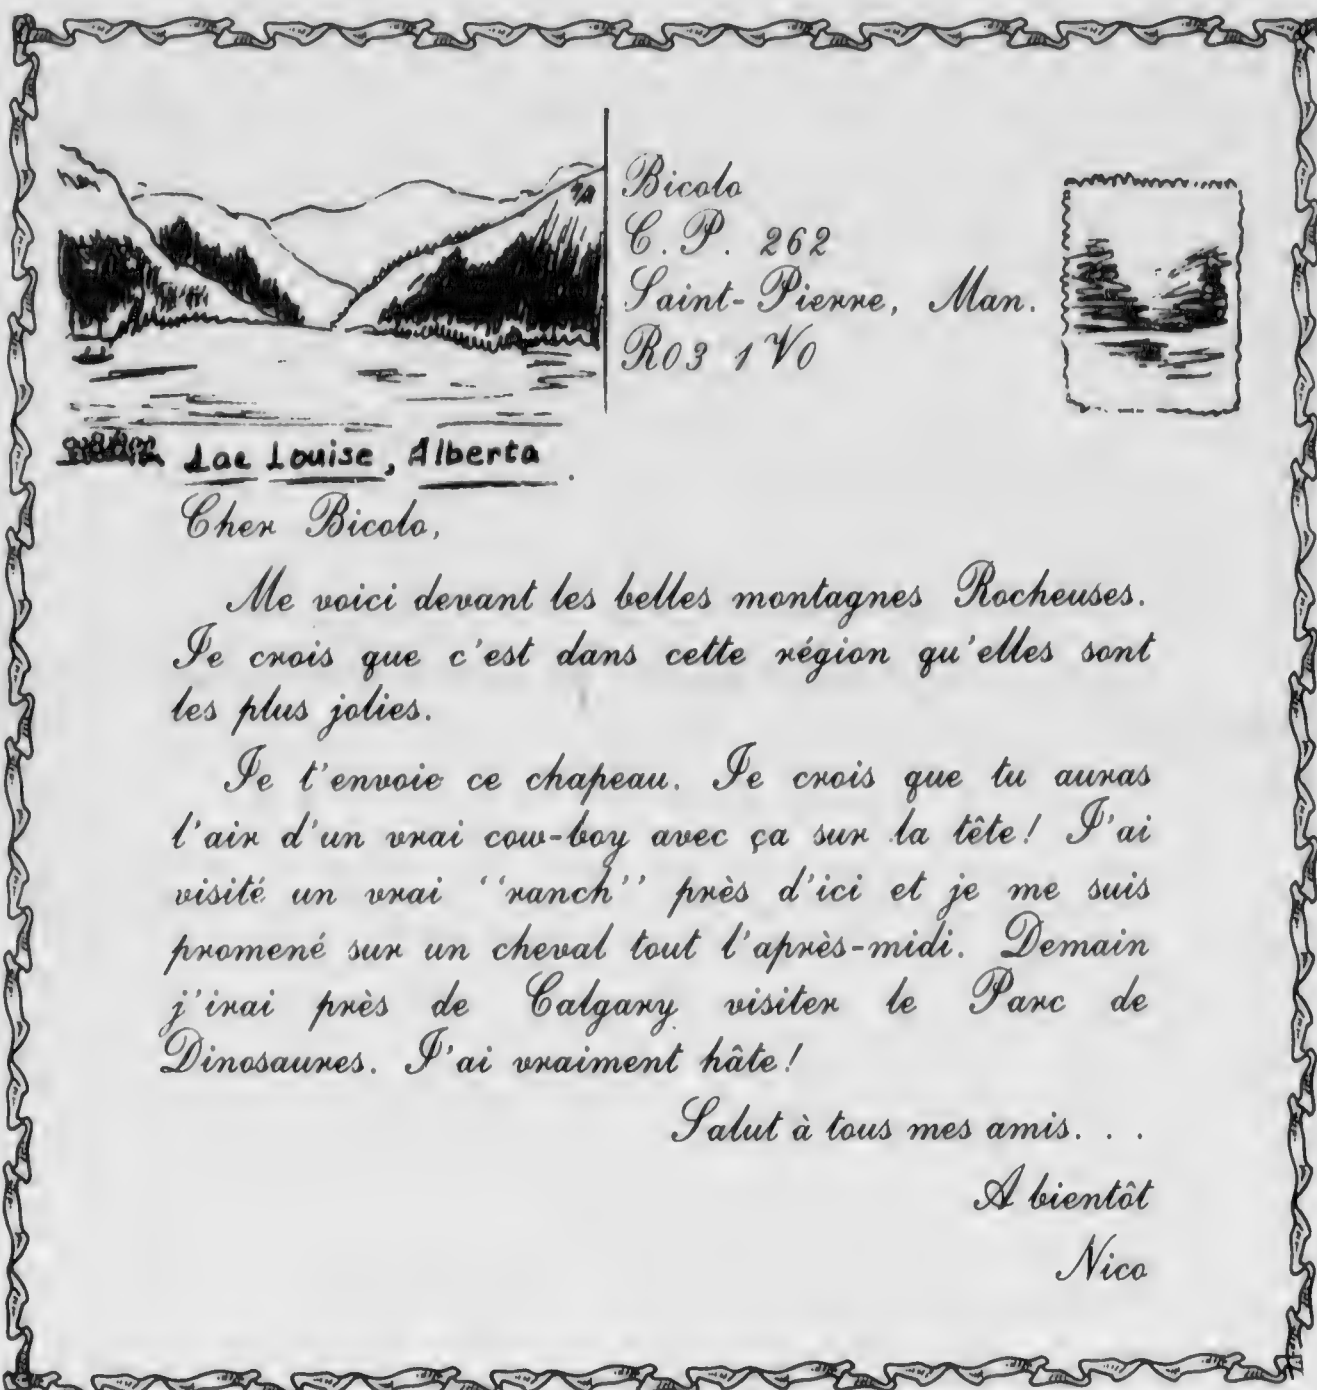 Bicolo
C. P. 262
Saint-Pierre, Man.
R03 1V0
Lac Louise, Alberta
Cher Bicolo,
Me voici devant les belles montagnes Rocheuses.
Je crois que c'est dans cette région qu'elles sont
les plus jolies.
Je t'envoie ce chapeau. Je crois que tu auras
l'air d'un vrai cow-boy avec ça sur la tête! J'ai
visité un vrai ''ranch'' près d'ici et je me suis
promené sur un cheval tout l'après-midi. Demain
j'irai près de Calgary visiter le Parc de
Dinosaures. J'ai vraiment hâte!
Salut à tous mes amis. . .
A bientôt
Nico